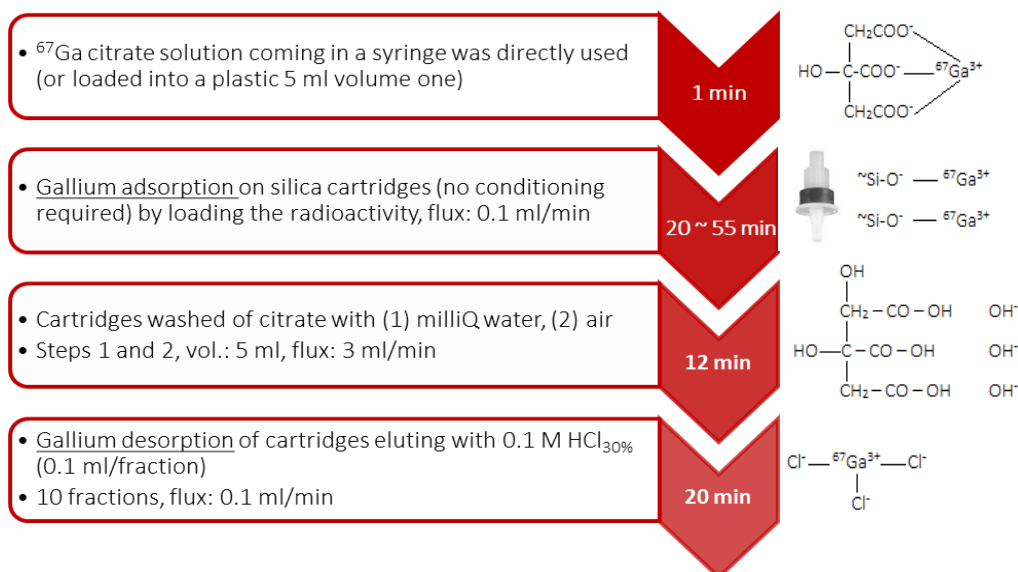 • ⁶⁷Ga citrate solution coming in a syringe was directly used
(or loaded into a plastic 5 ml volume one)
1 min
CH₂COO⁻
HO—C-COO⁻—⁶⁷Ga³⁺
CH₂COO⁻
• Gallium adsorption on silica cartridges (no conditioning
required) by loading the radioactivity, flux: 0.1 ml/min
20 ~ 55 min
~Si-O⁻ — ⁶⁷Ga³⁺
~Si-O⁻ — ⁶⁷Ga³⁺
• Cartridges washed of citrate with (1) milliQ water, (2) air
• Steps 1 and 2, vol.: 5 ml, flux: 3 ml/min
12 min
OH
CH₂ – CO – OH OH⁻
HO—C – CO – OH OH⁻
CH₂ – CO – OH OH⁻
• Gallium desorption of cartridges eluting with 0.1 M HCl₃₀%
(0.1 ml/fraction)
• 10 fractions, flux: 0.1 ml/min
20 min
Cl⁻—⁶⁷Ga³⁺—Cl⁻
Cl⁻